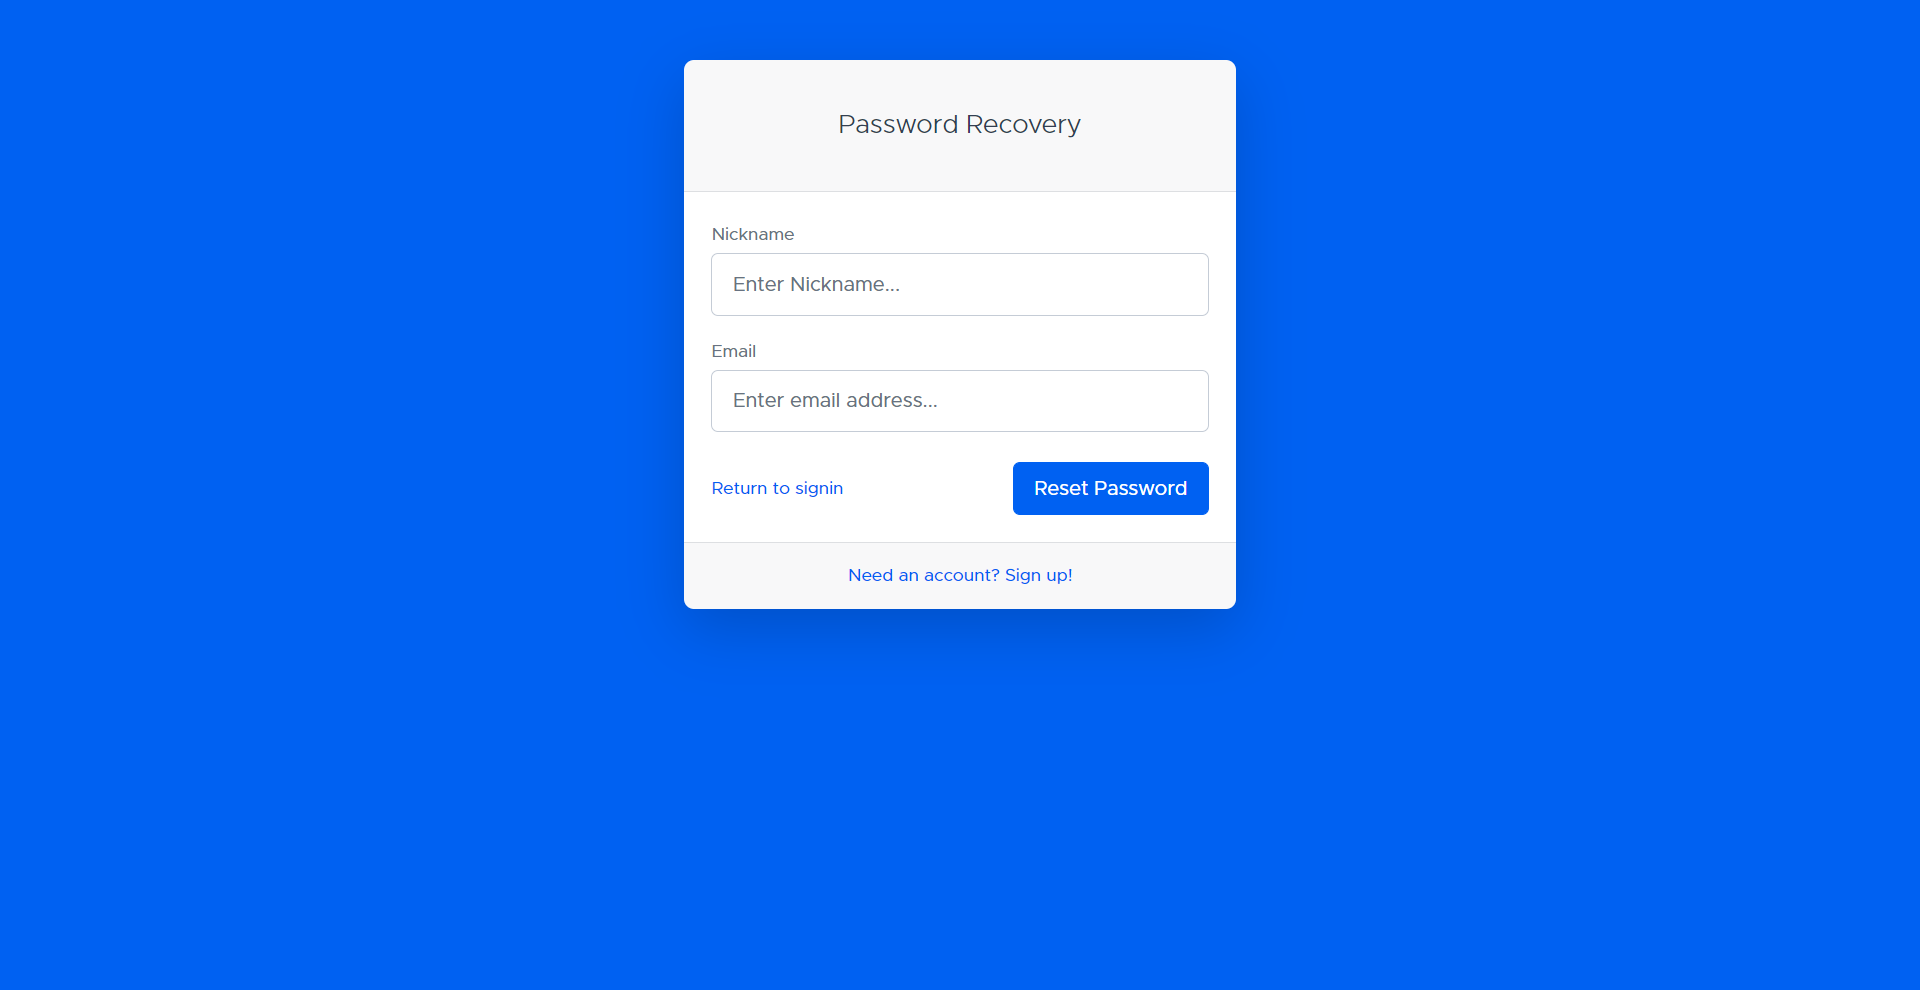 Password Recovery
Nickname
Enter Nickname...
Email
Enter email address...
Return to signin
Reset Password
Need an account? Sign up!